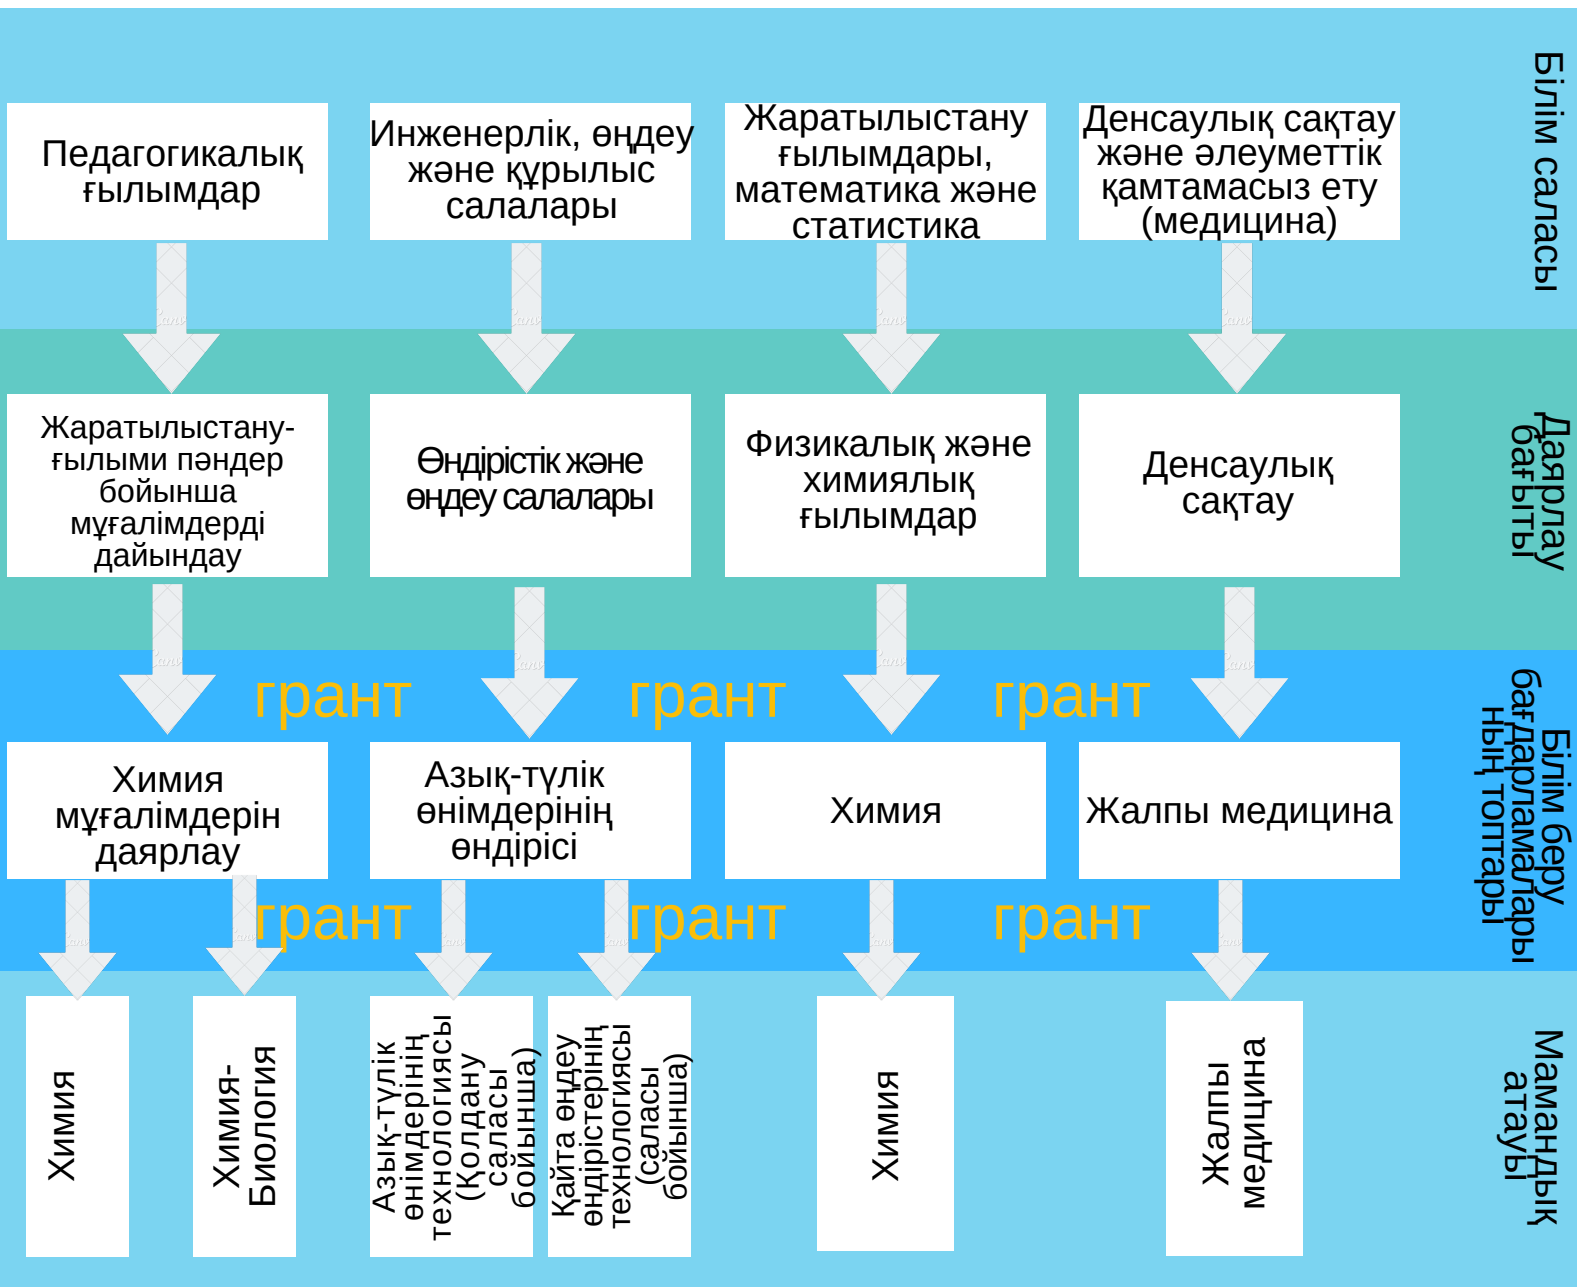 Білім саласы
Педагогикалық
ғылымдар
Инженерлік, өңдеу
және құрылыс
салалары
Жаратылыстану
ғылымдары,
математика және
статистика
Денсаулық сақтау
және әлеуметтік
қамтамасыз ету
(медицина)
Даярлау
бағыты
Жаратылыстану-
ғылыми пәндер
бойынша
мұғалімдерді
дайындау
Өндірістік және
өңдеу салалары
Физикалық және
химиялық
ғылымдар
Денсаулық
сақтау
Білім беру
бағдарламалары
ның топтары
грант
грант
грант
Химия
мұғалімдерін
даярлау
Азық-түлік
өнімдерінің
өндірісі
Химия
Жалпы медицина
грант
грант
грант
Мамандық
атауы
Химия
Химия-
Биология
Азық-түлік
өнімдерінің
технологиясы
(Қолдану
саласы
бойынша)
Қайта өңдеу
өндірістерінің
технологиясы
(саласы
бойынша)
Химия
Жалпы
медицина